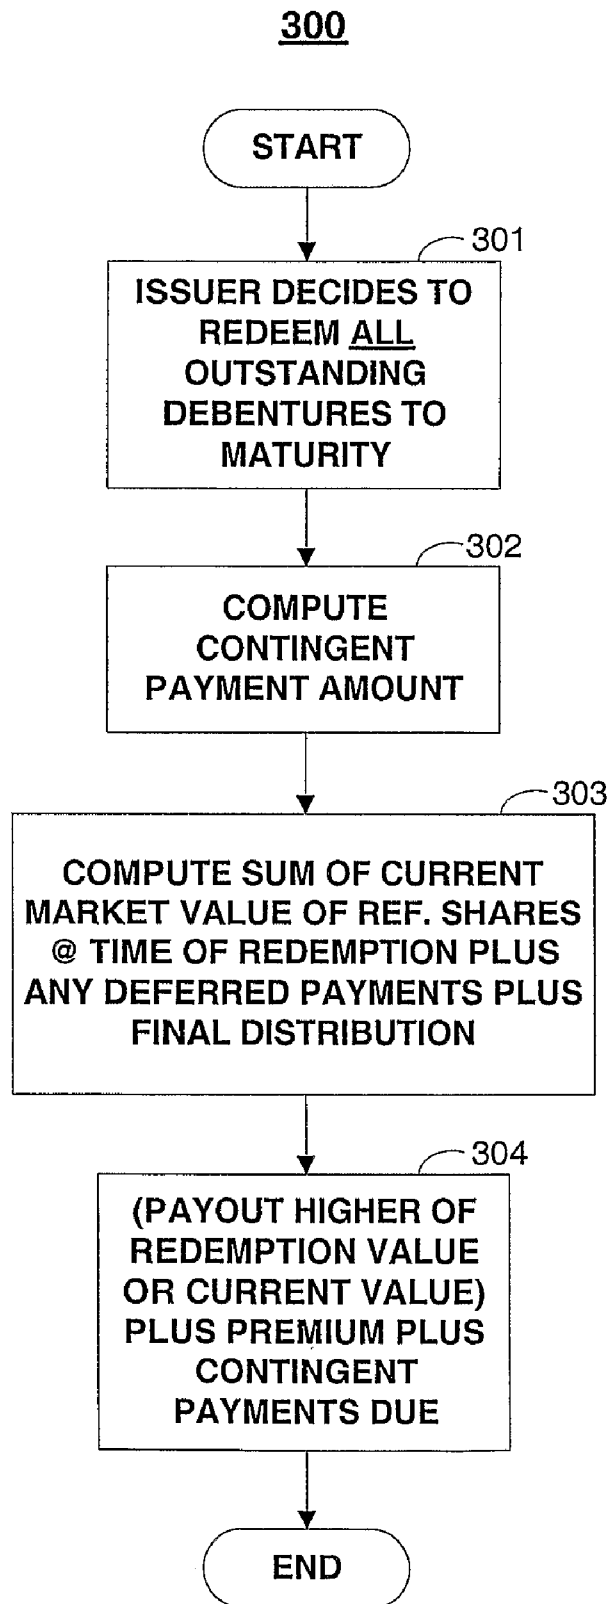 300
START
301
ISSUER DECIDES TO
REDEEM ALL
OUTSTANDING
DEBENTURES TO
MATURITY
302
COMPUTE
CONTINGENT
PAYMENT AMOUNT
303
COMPUTE SUM OF CURRENT
MARKET VALUE OF REF. SHARES
@ TIME OF REDEMPTION PLUS
ANY DEFERRED PAYMENTS PLUS
FINAL DISTRIBUTION
304
(PAYOUT HIGHER OF
REDEMPTION VALUE
OR CURRENT VALUE)
PLUS PREMIUM PLUS
CONTINGENT
PAYMENTS DUE
END